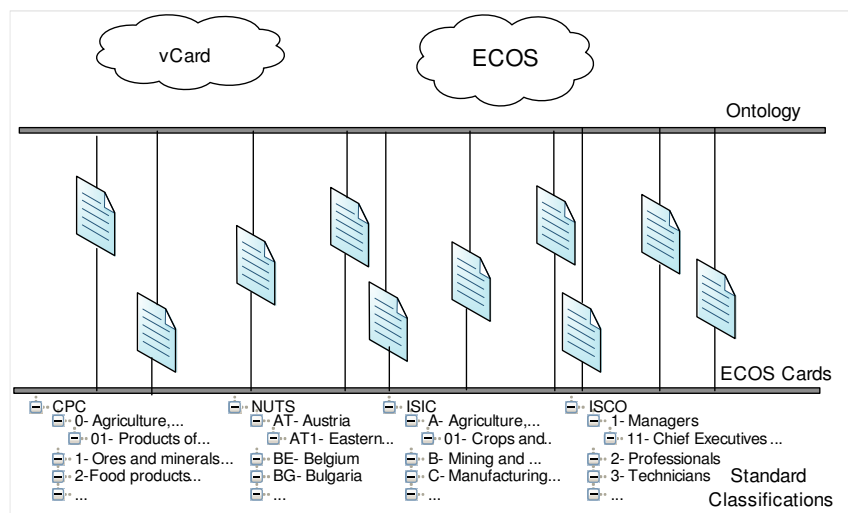 vCard
ECOS
Ontology
ECOS Cards
CPC
0- Agriculture,...
01- Products of...
1- Ores and minerals...
2-Food products...
...
NUTS
AT- Austria
AT1- Eastern...
BE- Belgium
BG- Bulgaria
...
ISIC
A- Agriculture,...
01- Crops and..
B- Mining and ...
C- Manufacturing...
...
ISCO
1- Managers
11- Chief Executives ...
2- Professionals
3- Technicians
...
Standard
Classifications